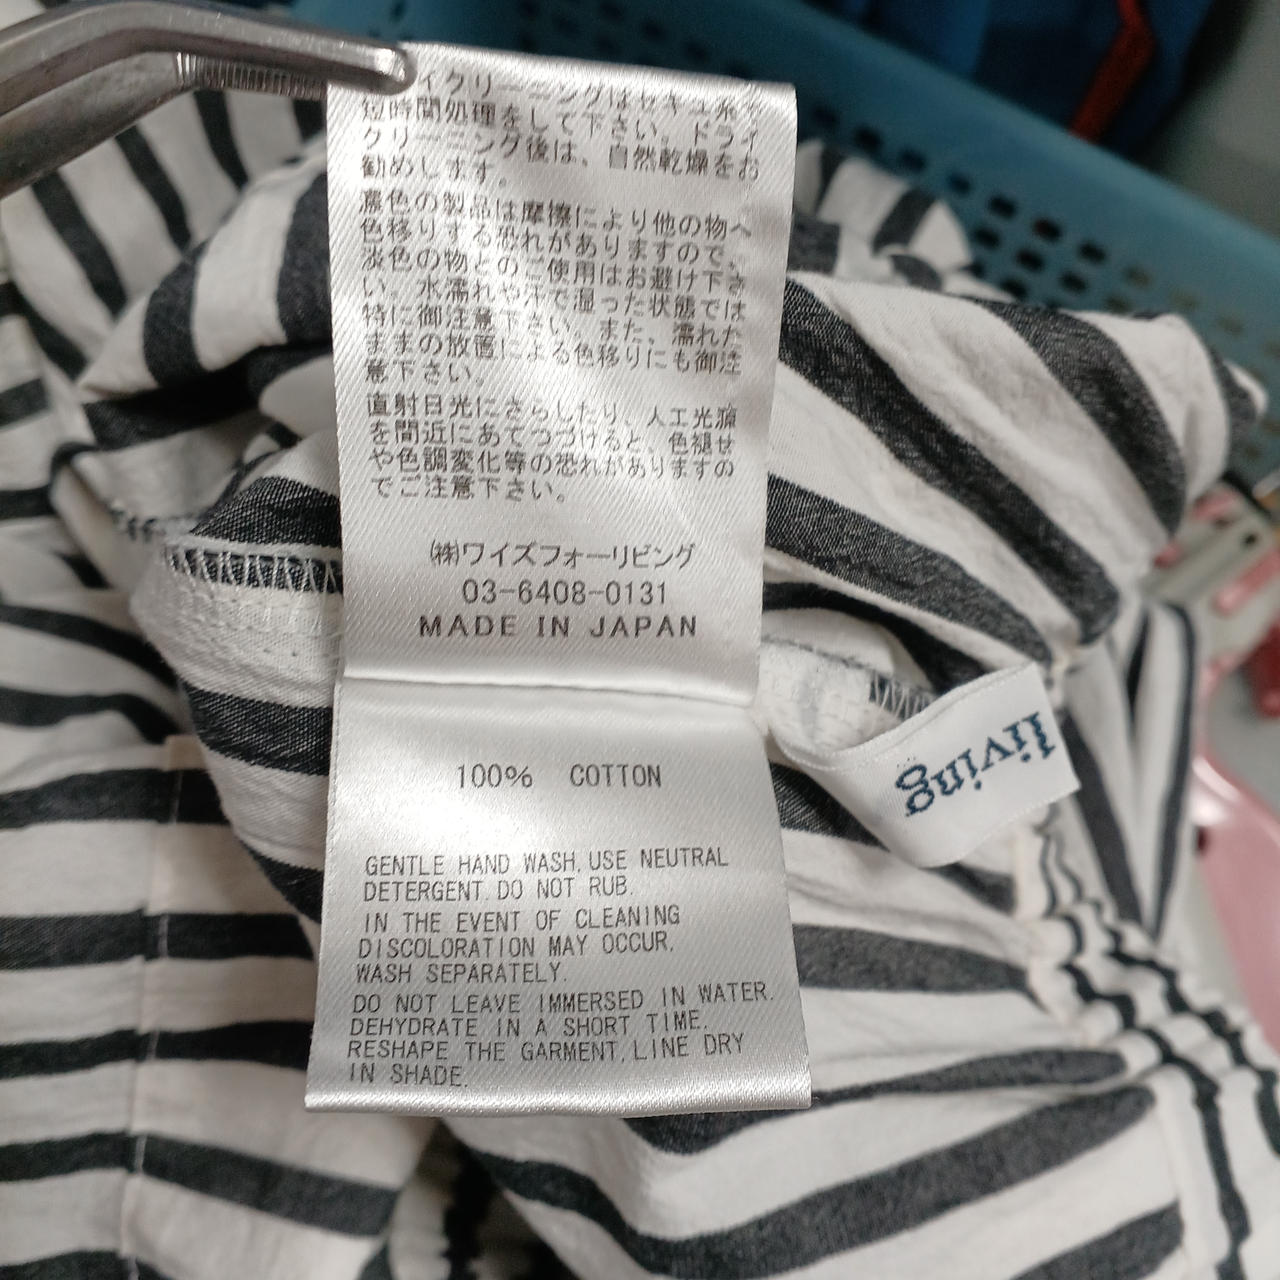 イクリーニングはセキユ系で
短時間処理をして下さい。ドライ
クリーニング後は、自然乾燥をお
勧めします。
濃色の製品は摩擦により他の物へ
色移りする恐れがありますので、
淡色の物とのご使用はお避け下さ
い。水濡れや汗で湿った状態では
特に御注意下さい。また、濡れた
ままの放置による色移りにも御注
意下さい。
直射日光にさらしたり、人工光源
を間近にあてつづけると、色褪せ
や色調変化等の恐れがありますの
でご注意下さい。
㈱ワイズフォーリビング
03-6408-0131
MADE IN JAPAN
100% COTTON
GENTLE HAND WASH. USE NEUTRAL
DETERGENT. DO NOT RUB.
IN THE EVENT OF CLEANING
DISCOLORATION MAY OCCUR.
WASH SEPARATELY.
DO NOT LEAVE IMMERSED IN WATER.
DEHYDRATE IN A SHORT TIME.
RESHAPE THE GARMENT, LINE DRY
IN SHADE.
living